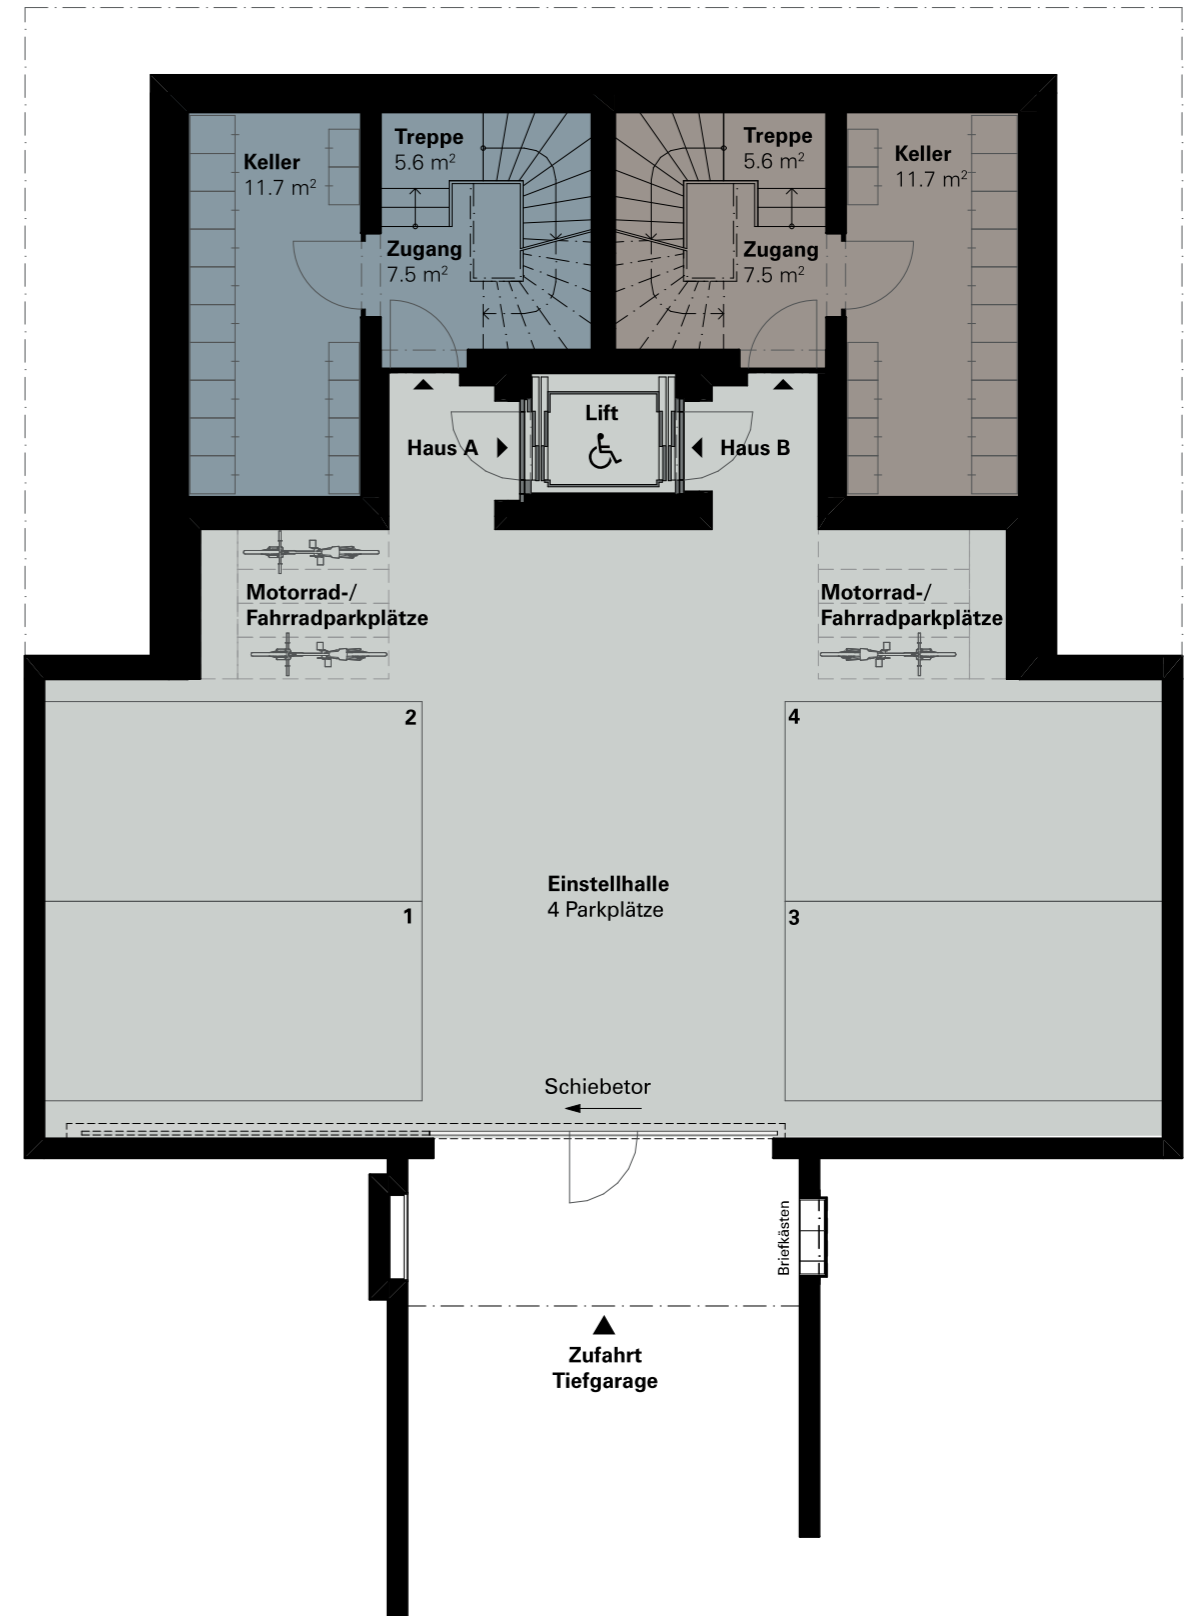 Keller
11.7 m²
Treppe
5.6 m²
Zugang
7.5 m²
Treppe
5.6 m²
Zugang
7.5 m²
Keller
11.7 m²
Haus A
Lift
Haus B
Motorrad-/
Fahrradparkplätze
Motorrad-/
Fahrradparkplätze
2
4
1
3
Einstellhalle
4 Parkplätze
Schiebetor
Briefkästen
Zufahrt
Tiefgarage